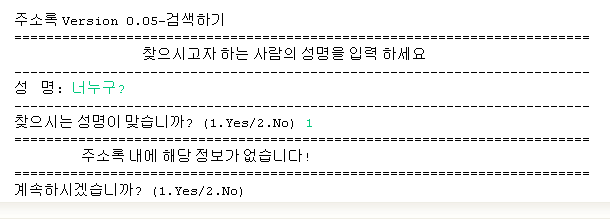 주소록 Version 0.05-검색하기
========================================================================
찾으시고자 하는 사람의 성명을 입력 하세요
------------------------------------------------------------------------
성 명: 너누구?
------------------------------------------------------------------------
찾으시는 성명이 맞습니까? (1.Yes/2.No) 1
========================================================================
주소록 내에 해당 정보가 없습니다!
========================================================================
계속하시겠습니까? (1.Yes/2.No)